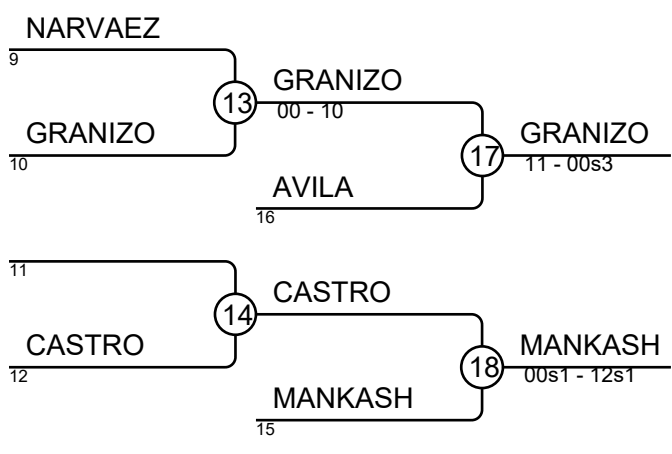 NARVAEZ
9
GRANIZO
10
13
GRANIZO
00 - 10
AVILA
16
17
GRANIZO
11 - 00s3
11
CASTRO
12
14
CASTRO
MANKASH
15
18
MANKASH
00s1 - 12s1